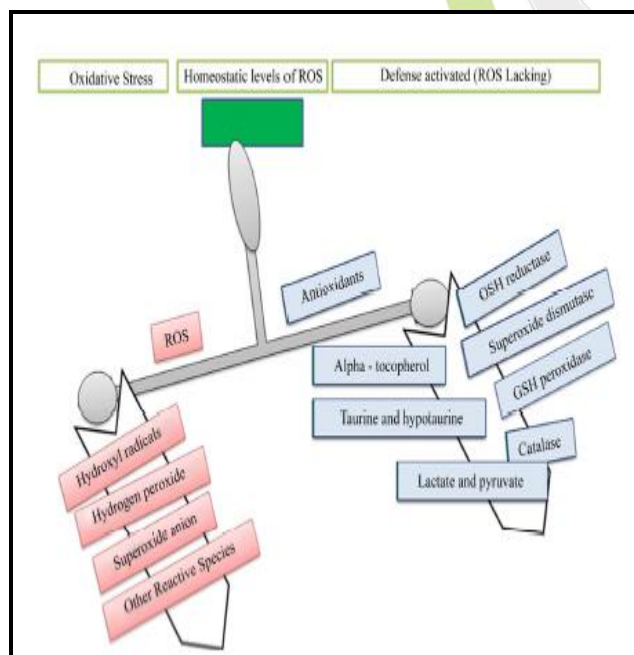 Oxidative Stress
Homeostatic levels of ROS
Defense activated (ROS Lacking)
Antioxidants
ROS
OSH reductase
Superoxide dismutase
GSH peroxidase
Catalase
Alpha - tocopherol
Taurine and hypotaurine
Lactate and pyruvate
Hydroxyl radicals
Hydrogen peroxide
Superoxide anion
Other Reactive Species